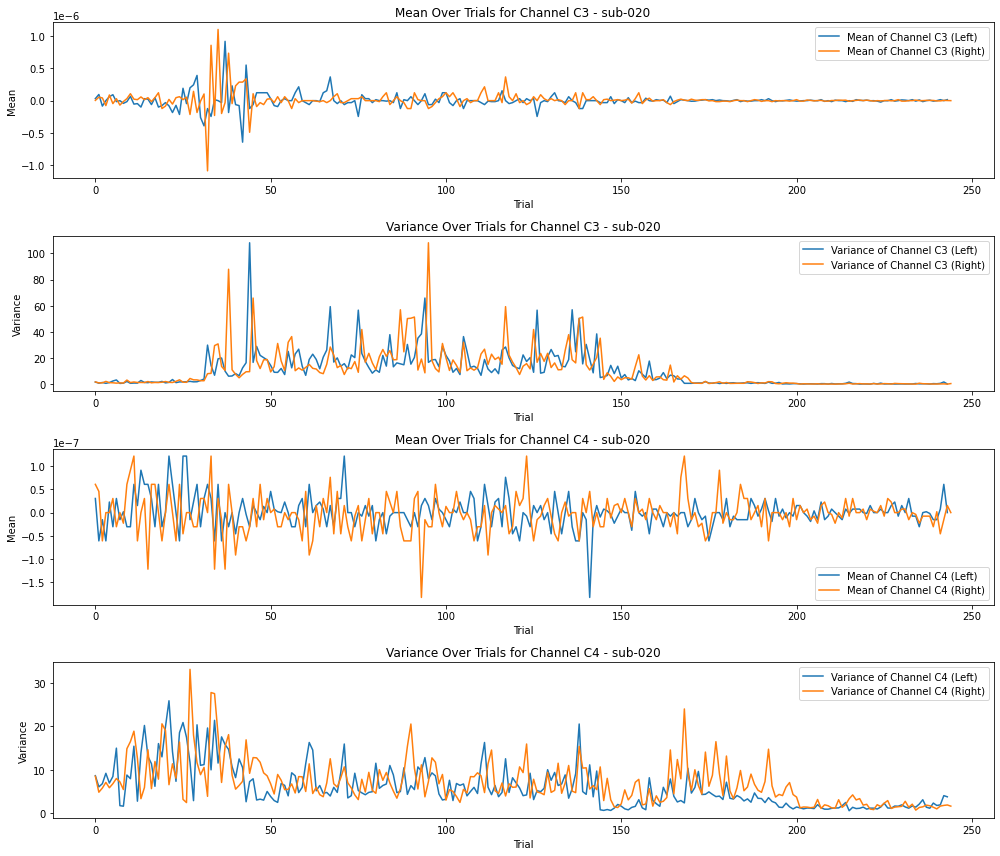 Mean Over Trials for Channel C3 - sub-020
1e−6
Mean of Channel C3 (Left)
Mean of Channel C3 (Right)
1.0
0.5
0.0
−0.5
−1.0
Mean
0 50 100 150 200 250
Trial
Variance Over Trials for Channel C3 - sub-020
Variance of Channel C3 (Left)
Variance of Channel C3 (Right)
100
80
60
40
20
0
Variance
0 50 100 150 200 250
Trial
Mean Over Trials for Channel C4 - sub-020
1e−7
1.0
0.5
0.0
−0.5
−1.0
−1.5
Mean
Mean of Channel C4 (Left)
Mean of Channel C4 (Right)
0 50 100 150 200 250
Trial
Variance Over Trials for Channel C4 - sub-020
Variance of Channel C4 (Left)
Variance of Channel C4 (Right)
30
20
10
0
Variance
0 50 100 150 200 250
Trial